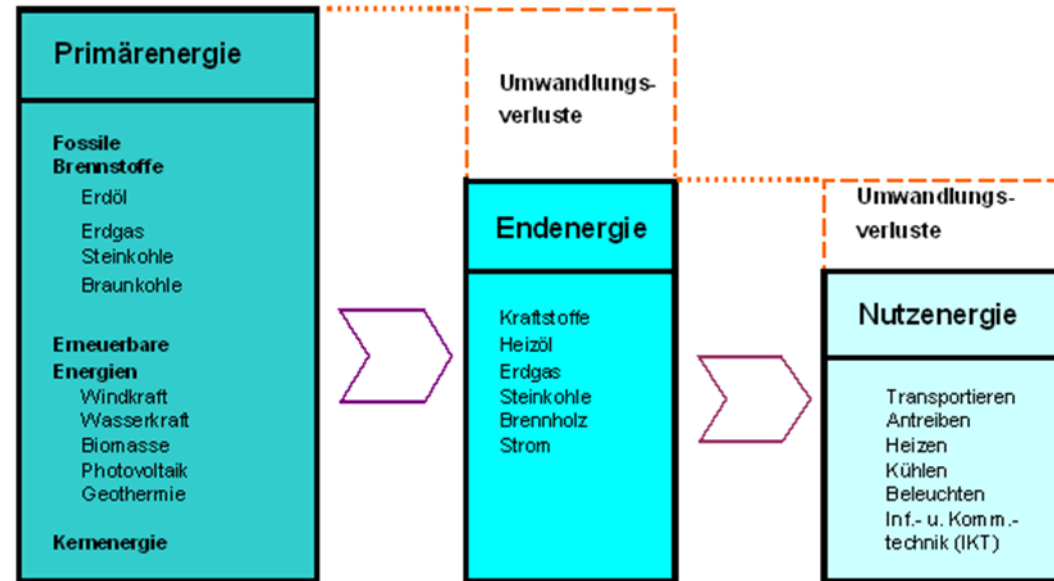 Primärenergie
Fossile
Brennstoffe
Erdöl
Erdgas
Steinkohle
Braunkohle
Erneuerbare
Energien
Windkraft
Wasserkraft
Biomasse
Photovoltaik
Geothermie
Kernenergie
Umwandlungs-
verluste
Endenergie
Kraftstoffe
Heizöl
Erdgas
Steinkohle
Brennholz
Strom
Umwandlungs-
verluste
Nutzenergie
Transportieren
Antreiben
Heizen
Kühlen
Beleuchten
Inf.- u. Komm.-
technik (IKT)